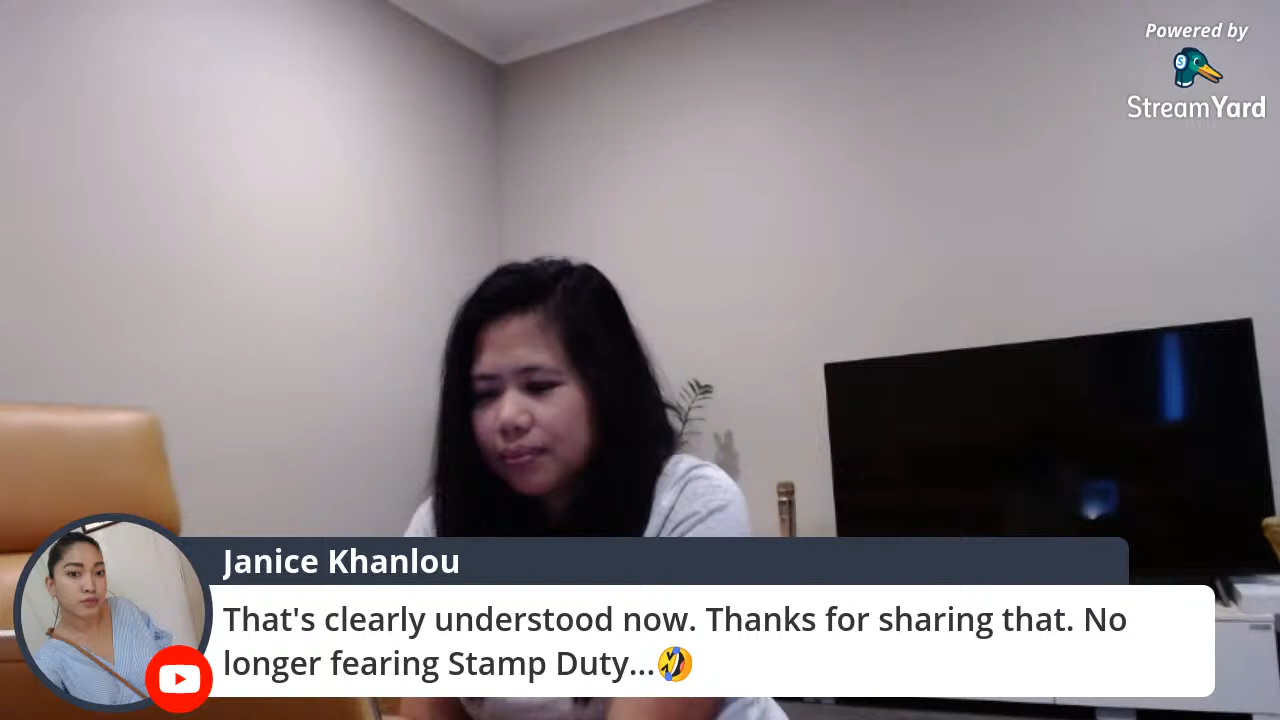 Powered by
StreamYard
Janice Khanlou
That's clearly understood now. Thanks for sharing that. No
longer fearing Stamp Duty...🤣